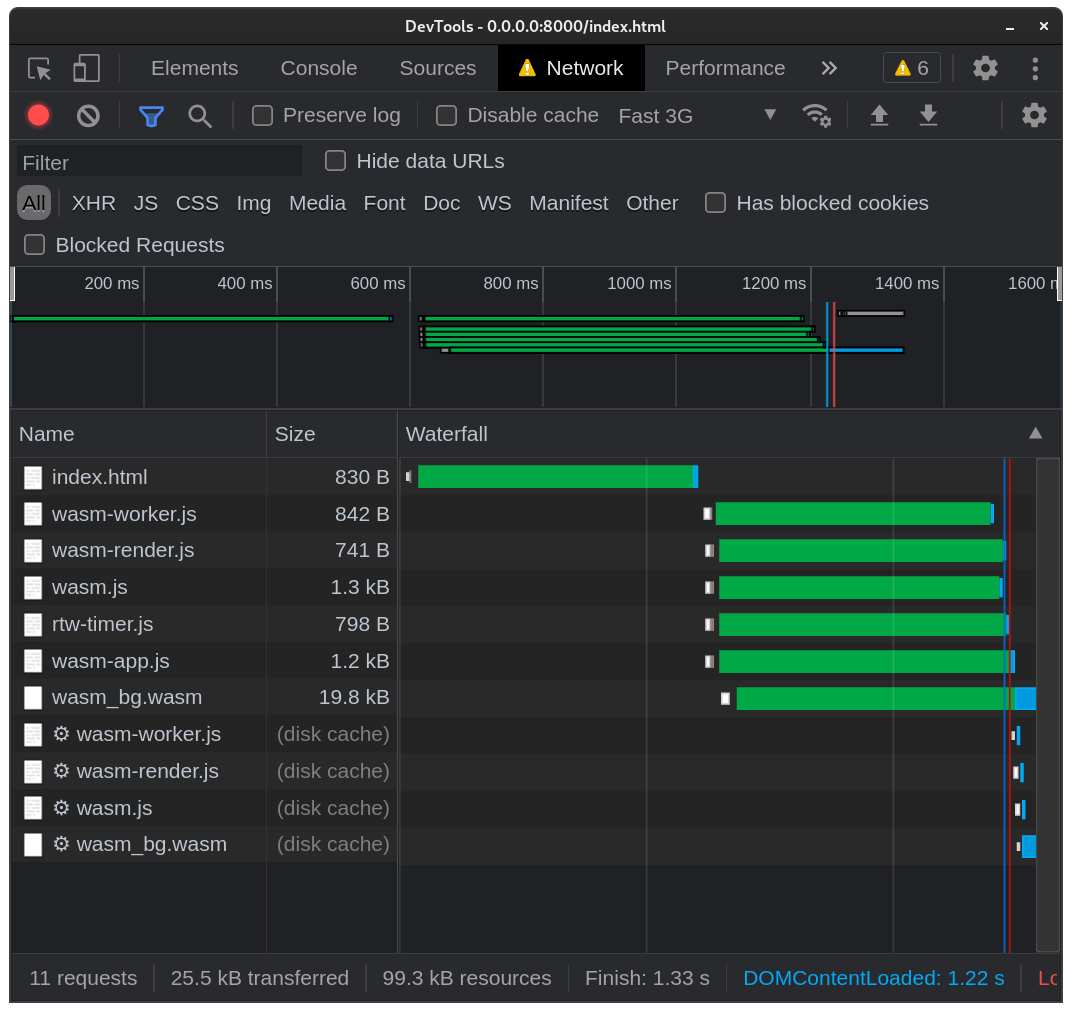 DevTools - 0.0.0.0:8000/index.html
Elements Console Sources Network Performance 6
Preserve log Disable cache Fast 3G
Filter Hide data URLs
All XHR JS CSS Img Media Font Doc WS Manifest Other Has blocked cookies
Blocked Requests
200 ms 400 ms 600 ms 800 ms 1000 ms 1200 ms 1400 ms 1600
Name Size Waterfall
index.html 830 B
wasm-worker.js 842 B
wasm-render.js 741 B
wasm.js 1.3 kB
rtw-timer.js 798 B
wasm-app.js 1.2 kB
wasm_bg.wasm 19.8 kB
⚙ wasm-worker.js (disk cache)
⚙ wasm-render.js (disk cache)
⚙ wasm.js (disk cache)
⚙ wasm_bg.wasm (disk cache)
11 requests 25.5 kB transferred 99.3 kB resources Finish: 1.33 s DOMContentLoaded: 1.22 s